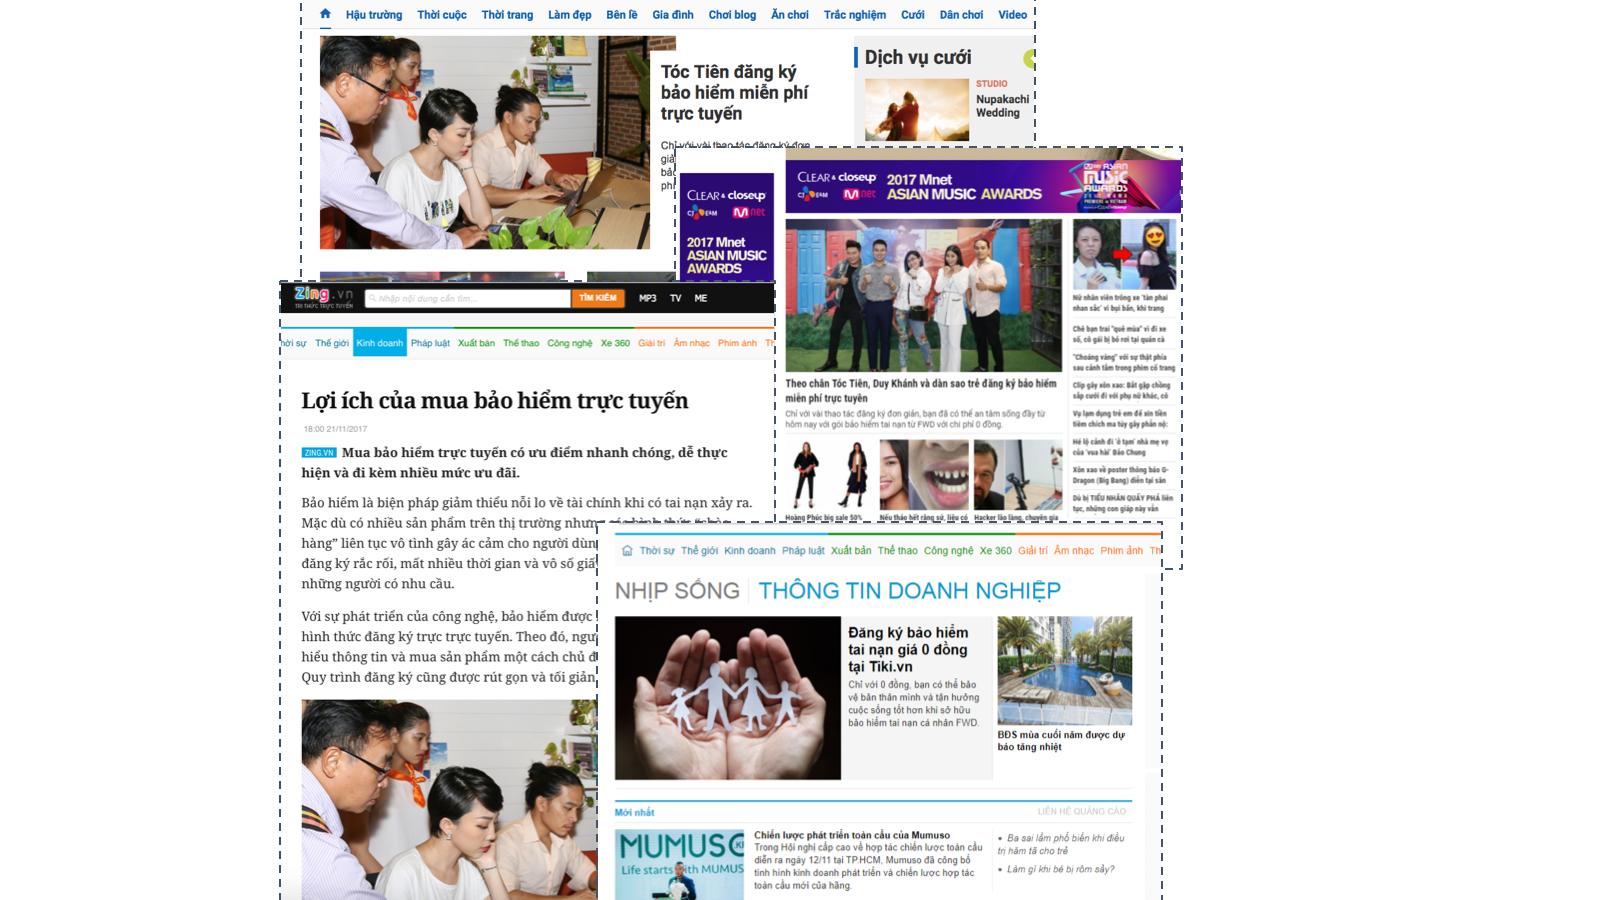 Hậu trường Thời cuộc Thời trang Làm đẹp Bên lề Gia đình Chơi blog Ăn chơi Trắc nghiệm Cưới Dân chơi Video
Tóc Tiên đăng ký
bảo hiểm miễn phí
trực tuyến
Chỉ với vài thao tác đăng ký đơn
Dịch vụ cưới
STUDIO
Nupakachi
Wedding
CLEAR & closeup
CJ E&M Mnet
2017 Mnet
ASIAN MUSIC
AWARDS
CLEAR & closeup
CJ E&M Mnet
2017 Mnet
ASIAN MUSIC AWARDS
ASIAN
MUSIC
AWARDS
Theo chân Tóc Tiên, Duy Khánh và dàn sao trẻ đăng ký bảo hiểm
miễn phí trực tuyến
Chỉ với vài thao tác đăng ký đơn giản, bạn đã có thể an tâm sống đầy từ
hôm nay với gói bảo hiểm tai nạn từ FWD với chi phí 0 đồng.
Hoàng Phúc big sale 50%
Nếu tháo hết răng sứ, liệu có
Hacker lão làng, chuyên gia
Nữ nhân viên trông xe 'tàn phai
nhan sắc' vì bụi bẩn, khi trang
Chê bạn trai "quê mùa" vì đi xe
số, cô gái bị bỏ rơi tại quán cà
"Choáng váng" với sự thật phía
sau cảnh tắm trong phim cổ trang
Clip gây xôn xao: Bắt gặp chồng
sắp cưới đi với phụ nữ khác, cô
Vụ lạm dụng trẻ em để xin tiền
tiêm chích ma túy gây phẫn nộ:
Hé lộ cảnh đi 'ở tạm' nhà mẹ vợ
của 'vua hài' Bảo Chung
Xôn xao về poster thông báo G-
Dragon (Big Bang) diễn tại sân
Dù bị TIỂU NHÂN QUẤY PHÁ liên
tục, những con giáp này vẫn
Zing.vn
TRI THỨC TRỰC TUYẾN
Nhập nội dung cần tìm...
TÌM KIẾM
MP3 TV ME
hời sự Thế giới Kinh doanh Pháp luật Xuất bản Thể thao Công nghệ Xe 360 Giải trí Âm nhạc Phim ảnh Th
Lợi ích của mua bảo hiểm trực tuyến
18:00 21/11/2017
ZING.VN Mua bảo hiểm trực tuyến có ưu điểm nhanh chóng, dễ thực
hiện và đi kèm nhiều mức ưu đãi.
Bảo hiểm là biện pháp giảm thiểu nỗi lo về tài chính khi có tai nạn xảy ra.
Mặc dù có nhiều sản phẩm trên thị trường nhưng các hình thức "chào
hàng" liên tục vô tình gây ác cảm cho người dùn
đăng ký rắc rối, mất nhiều thời gian và vô số giấ
những người có nhu cầu.
Với sự phát triển của công nghệ, bảo hiểm được
hình thức đăng ký trực trực tuyến. Theo đó, ngư
hiểu thông tin và mua sản phẩm một cách chủ đ
Quy trình đăng ký cũng được rút gọn và tối giản
Thời sự Thế giới Kinh doanh Pháp luật Xuất bản Thể thao Công nghệ Xe 360 Giải trí Âm nhạc Phim ảnh Th
NHỊP SỐNG THÔNG TIN DOANH NGHIỆP
Đăng ký bảo hiểm
tai nạn giá 0 đồng
tại Tiki.vn
Chỉ với 0 đồng, bạn có thể bảo
vệ bản thân mình và tận hưởng
cuộc sống tốt hơn khi sở hữu
bảo hiểm tai nạn cá nhân FWD.
BĐS mùa cuối năm được dự
báo tăng nhiệt
Mới nhất
LIÊN HỆ QUẢNG CÁO
MUMUSO
Life starts with MUMUS
Chiến lược phát triển toàn cầu của Mumuso
Trong Hội nghị cấp cao về hợp tác chiến lược toàn cầu
diễn ra ngày 12/11 tại TP.HCM, Mumuso đã công bố
tình hình kinh doanh phát triển và chiến lược hợp tác
toàn cầu mới của hãng.
Ba sai lầm phổ biến khi điều
trị hăm tã cho trẻ
Làm gì khi bé bị rôm sảy?